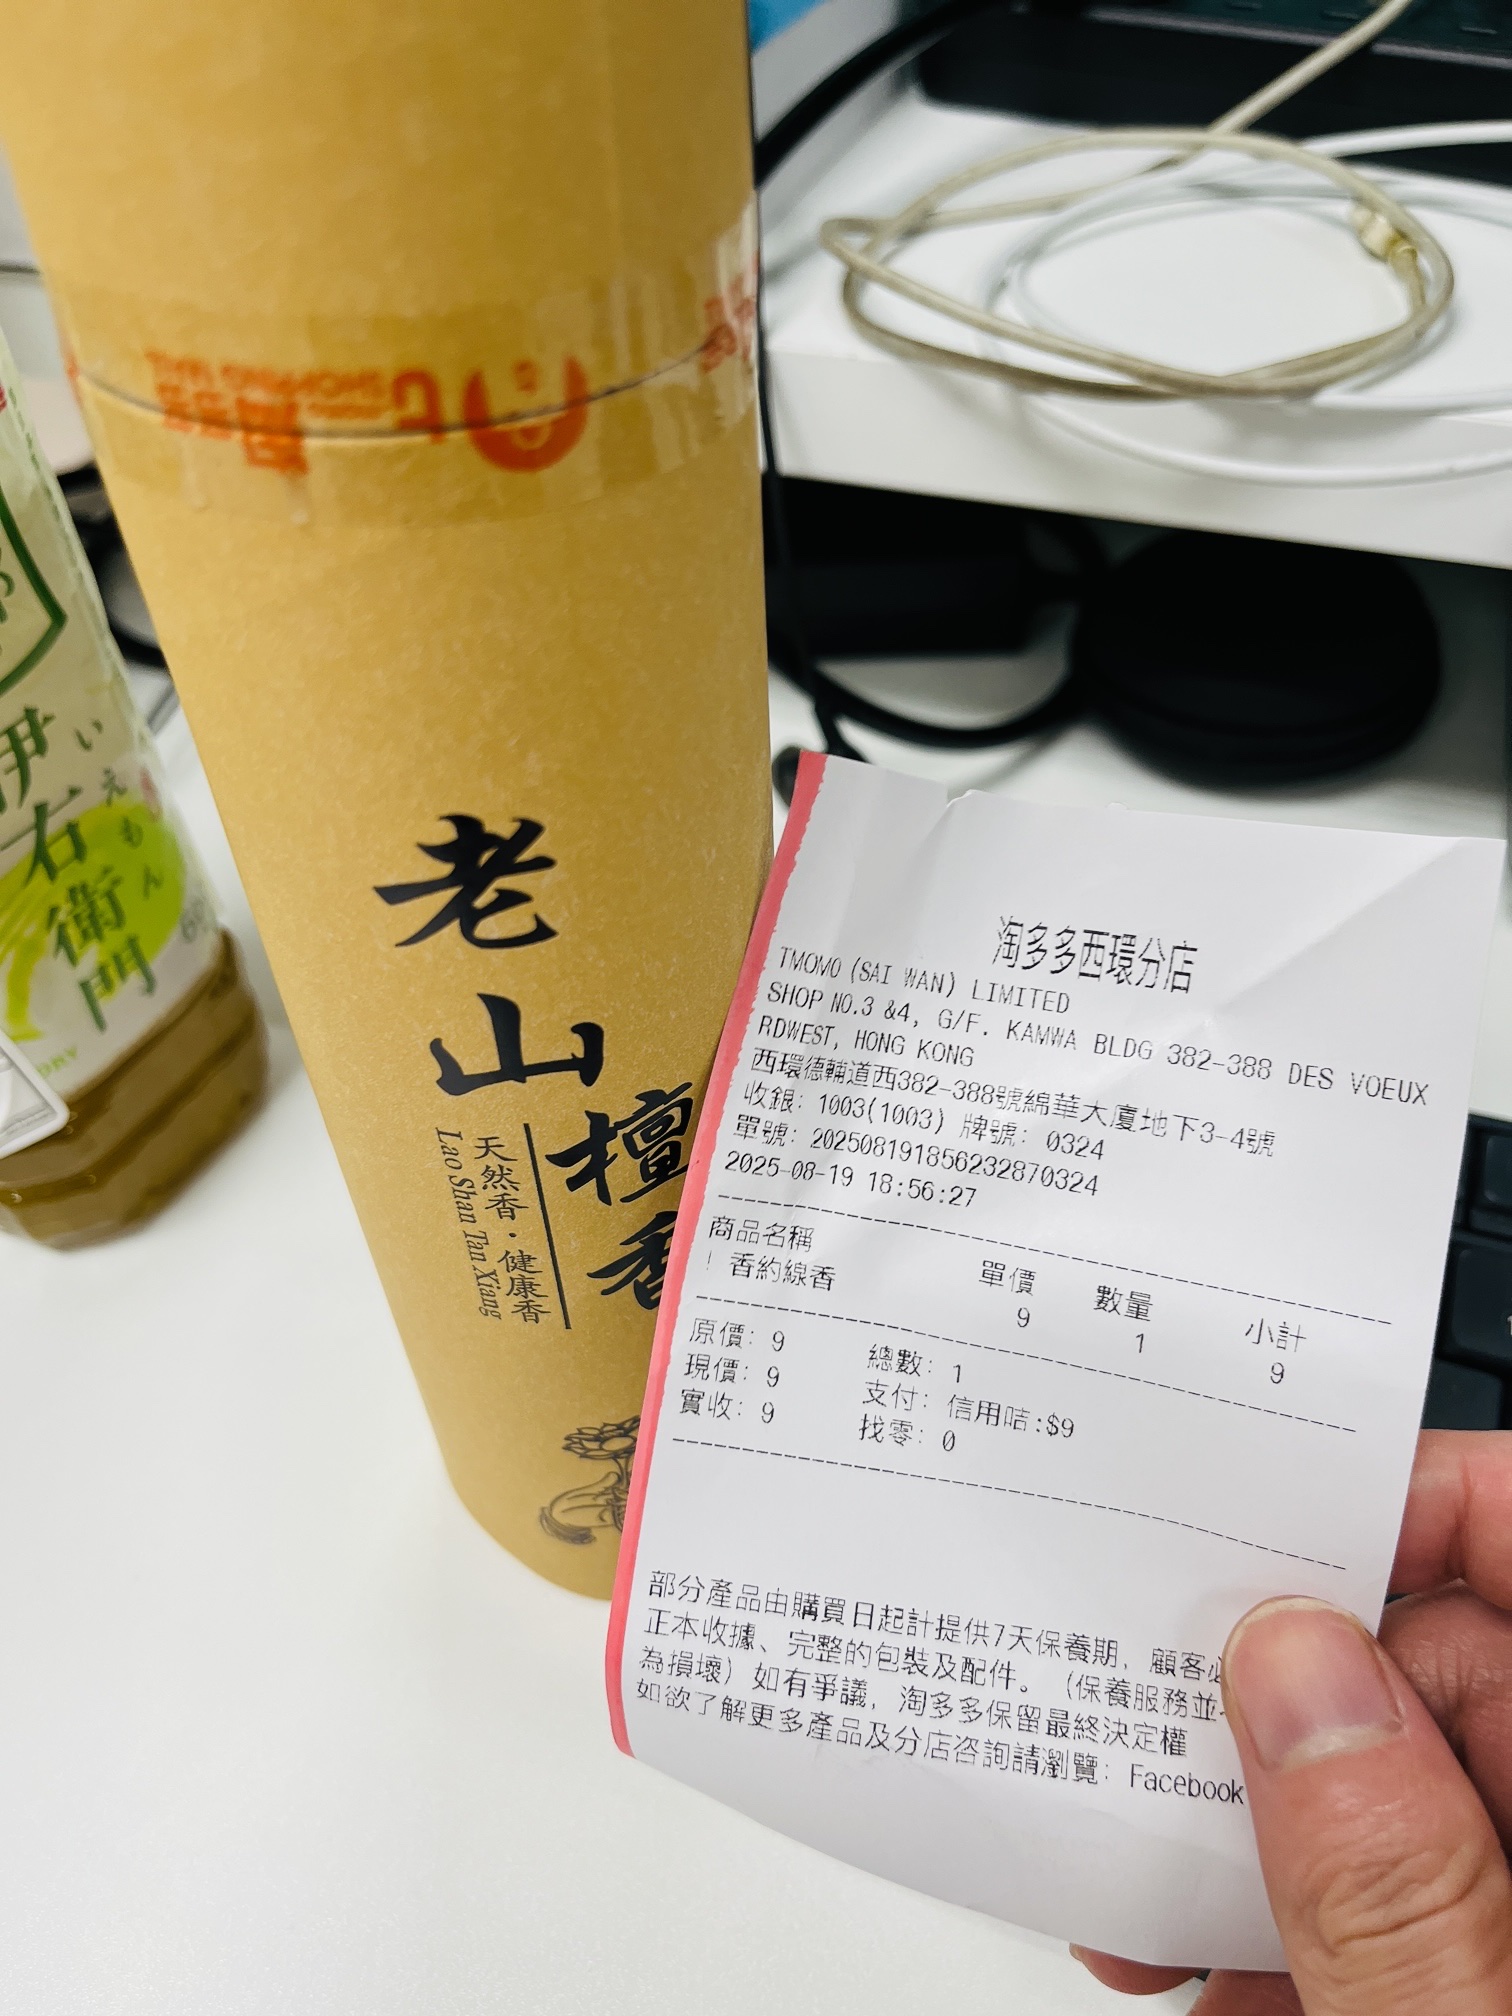 老山檀香
天然香·健康香
Lao Shan Tan Xiang
伊右衛門
いえもん
淘多多西環分店
TMOMO (SAI WAN) LIMITED
SHOP NO.3 &4, G/F. KAMWA BLDG 382-388 DES VOEUX
RDWEST, HONG KONG
西環德輔道西382-388號綿華大廈地下3-4號
收銀: 1003(1003) 牌號: 0324
單號: 2025081918562328​70324
2025-08-19 18:56:27
商品名稱 單價 數量 小計
! 香約線香 9 1 9
原價: 9 總數: 1
現價: 9 支付: 信用咭:$9
實收: 9 找零: 0
部分產品由購買日起計提供7天保養期, 顧客必
正本收據、完整的包裝及配件。 (保養服務並
為損壞) 如有爭議, 淘多多保留最終決定權
如欲了解更多產品及分店咨詢請瀏覽: Facebook